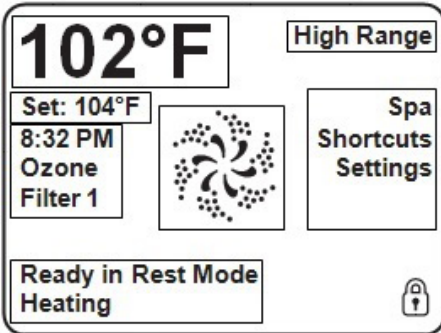 102°F
High Range
Set: 104°F
8:32 PM
Ozone
Filter 1
Spa
Shortcuts
Settings
Ready in Rest Mode
Heating